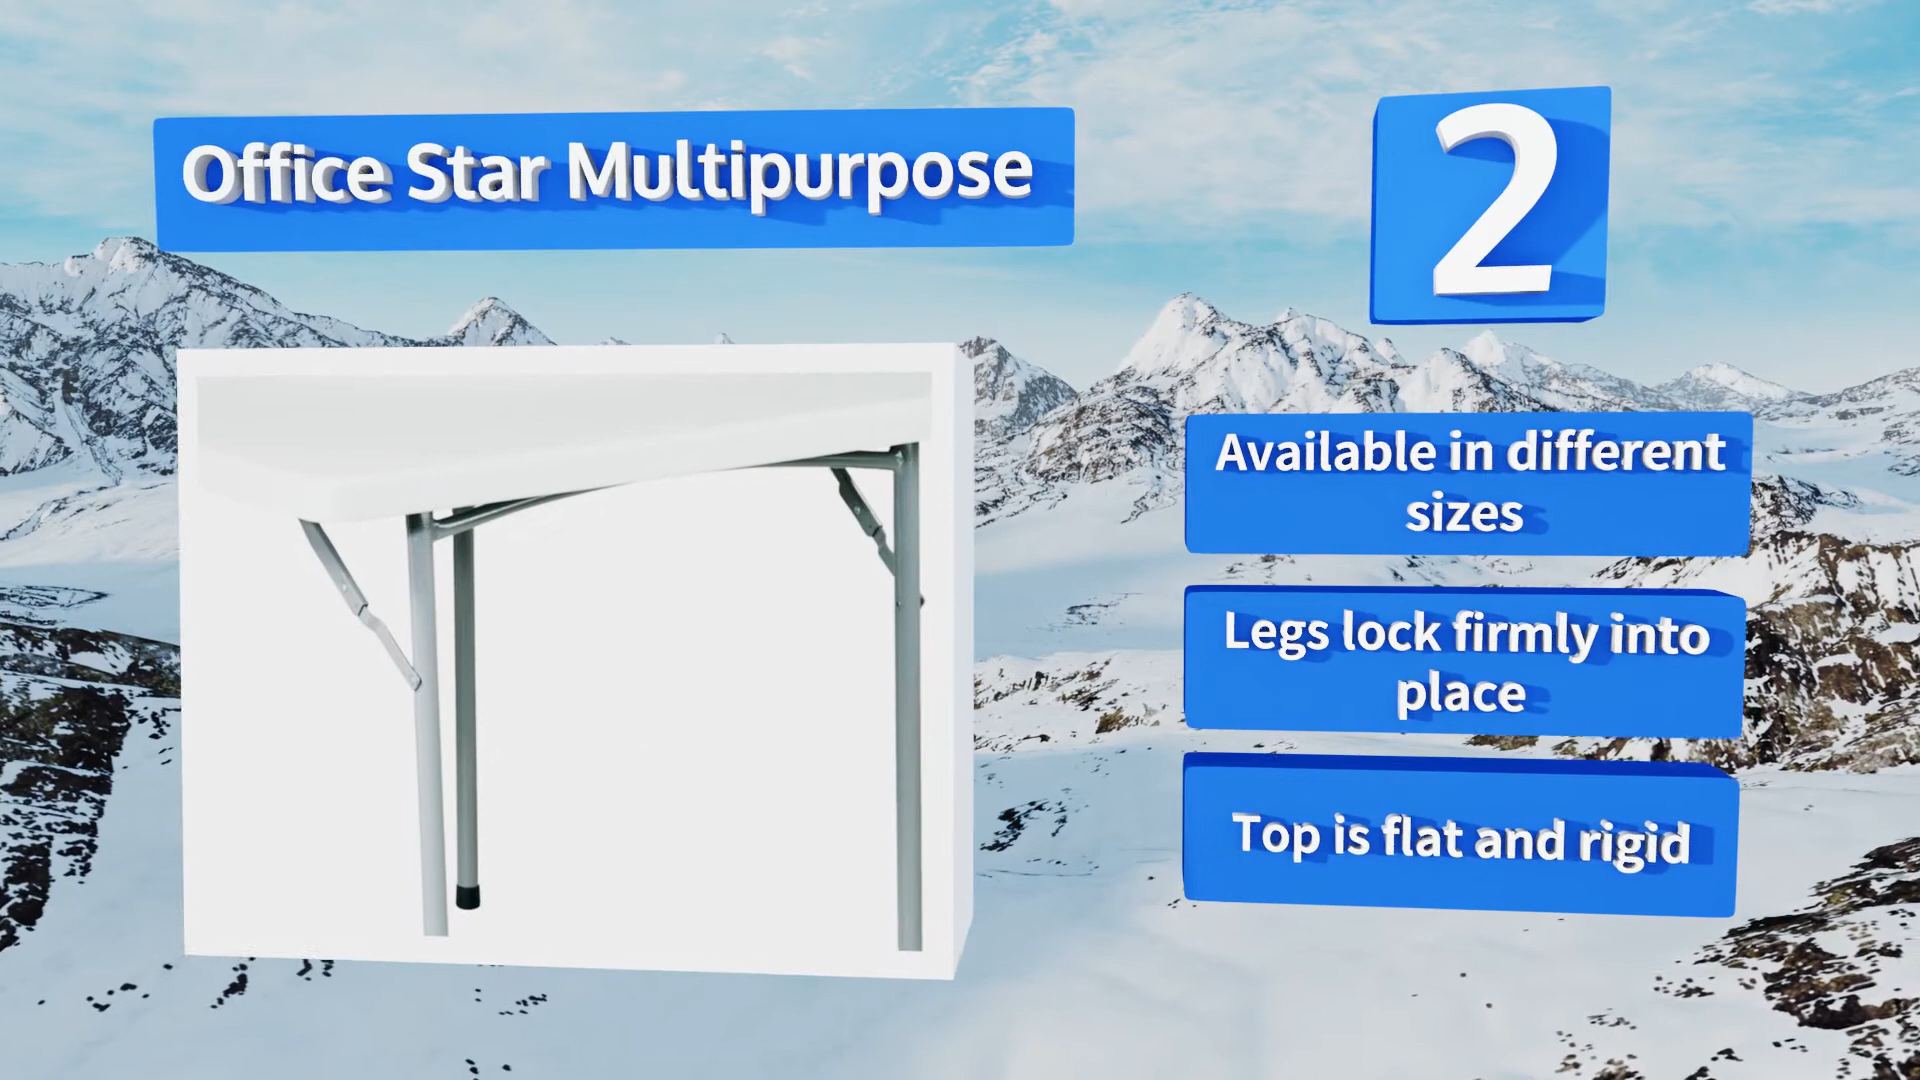 Office Star Multipurpose
2
Available in different
sizes
Legs lock firmly into
place
Top is flat and rigid